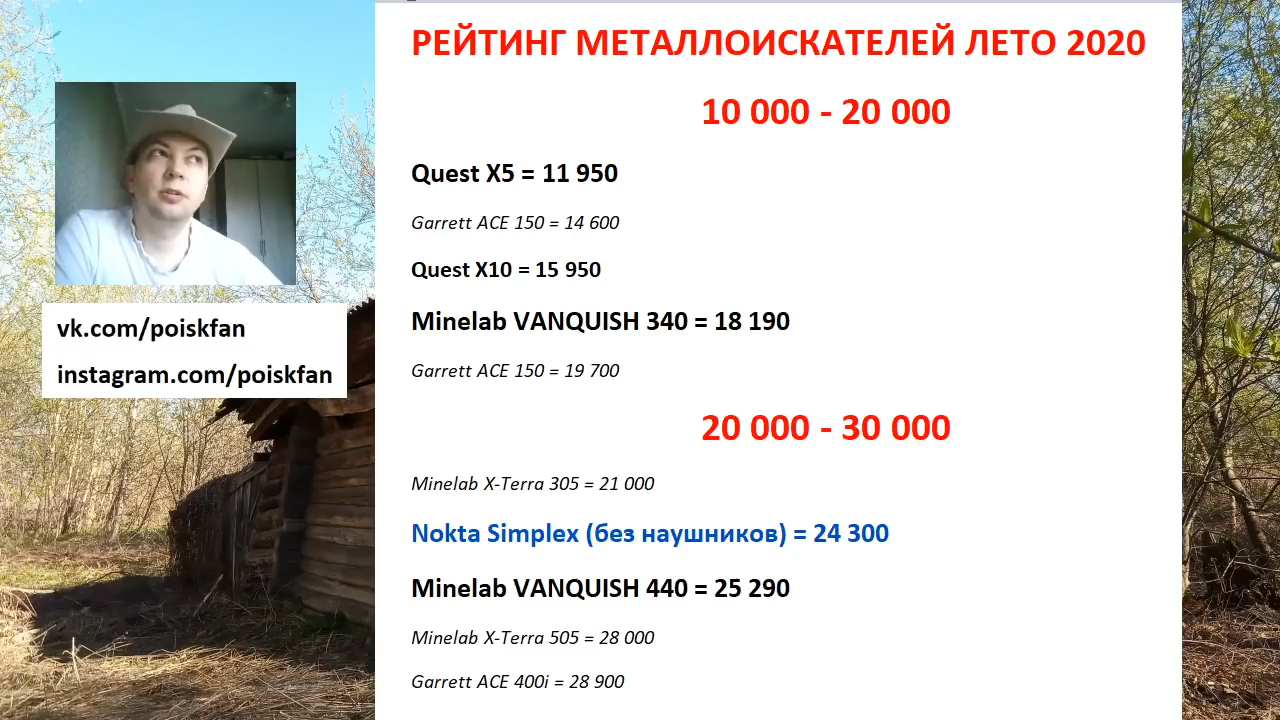 РЕЙТИНГ МЕТАЛЛОИСКАТЕЛЕЙ ЛЕТО 2020
10 000 - 20 000
Quest X5 = 11 950
Garrett ACE 150 = 14 600
Quest X10 = 15 950
Minelab VANQUISH 340 = 18 190
Garrett ACE 150 = 19 700
20 000 - 30 000
Minelab X-Terra 305 = 21 000
Nokta Simplex (без наушников) = 24 300
Minelab VANQUISH 440 = 25 290
Minelab X-Terra 505 = 28 000
Garrett ACE 400i = 28 900
vk.com/poiskfan
instagram.com/poiskfan